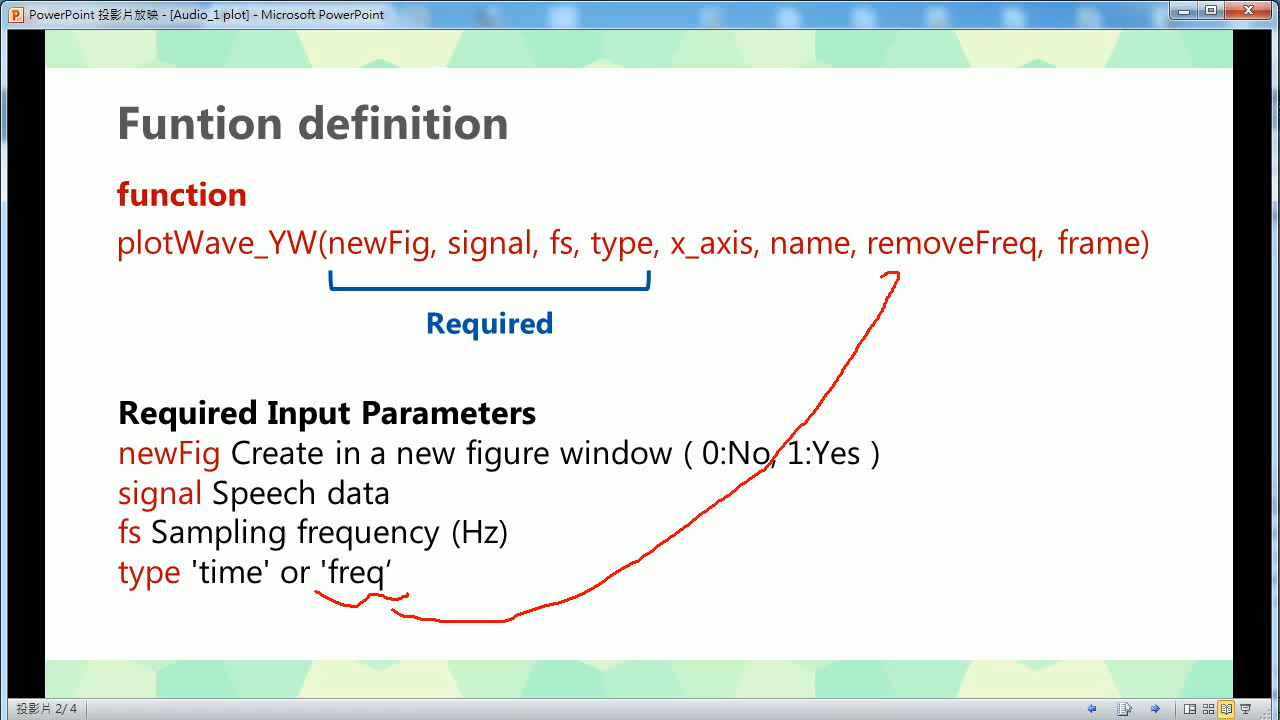 PowerPoint 投影片放映 - [Audio_1 plot] - Microsoft PowerPoint
Funtion definition
function
plotWave_YW(newFig, signal, fs, type, x_axis, name, removeFreq, frame)
Required
Required Input Parameters
newFig Create in a new figure window ( 0:No, 1:Yes )
signal Speech data
fs Sampling frequency (Hz)
type 'time' or 'freq‘
投影片 2/ 4